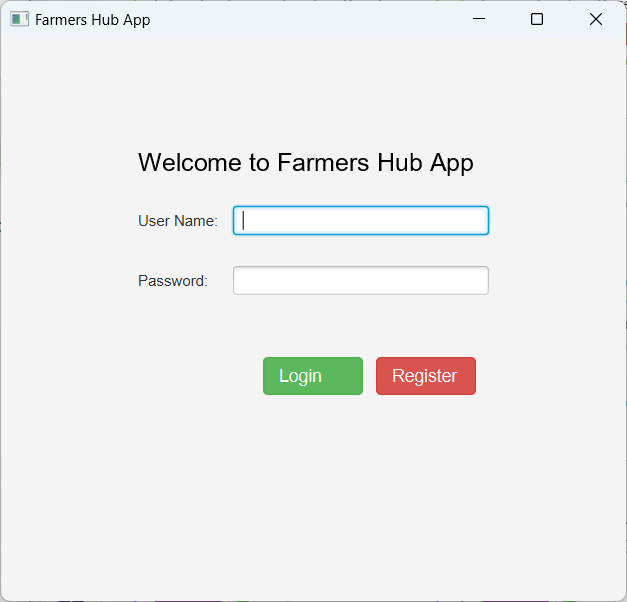 Farmers Hub App
Welcome to Farmers Hub App
User Name:
Password:
Login Register